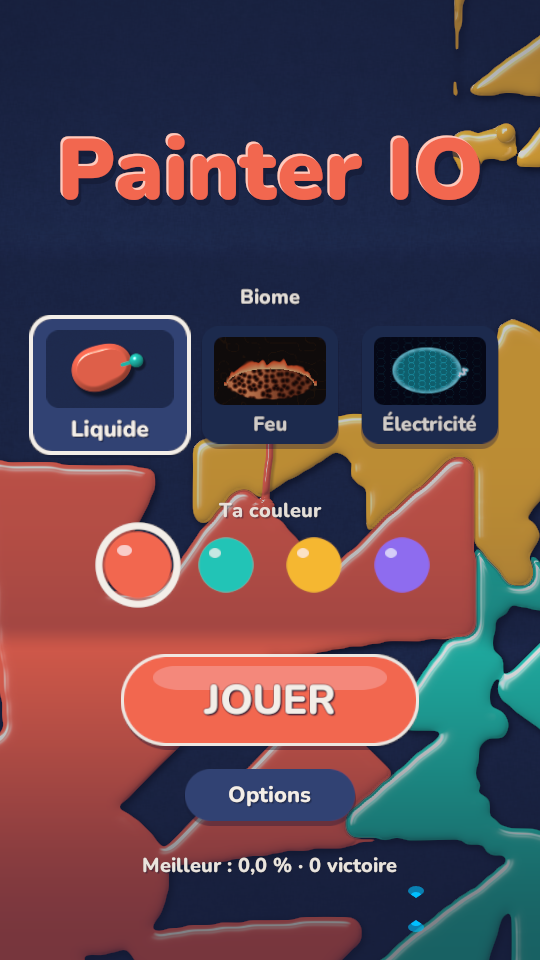 Painter IO
Biome
Liquide
Feu
Électricité
Ta couleur
JOUER
Options
Meilleur : 0,0 % · 0 victoire